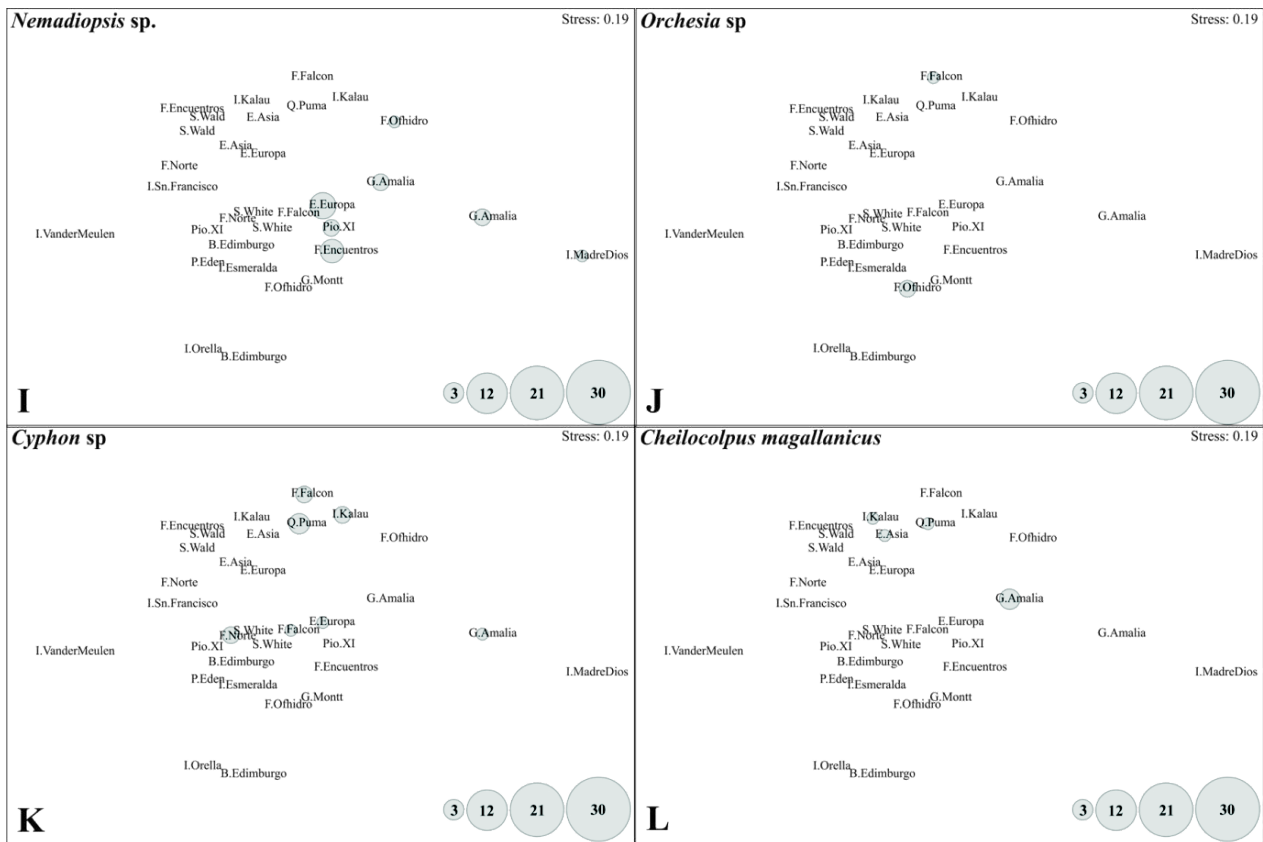 Nemadiopsis sp.
Stress: 0.19
F.Falcon
I.Kalau
I.Kalau
Q.Puma
F.Encuentros
S.Wald
E.Asia
F.Ofhidro
S.Wald
E.Asia
E.Europa
F.Norte
G.Amalia
I.Sn.Francisco
E.Europa
S.White
F.Falcon
G.Amalia
F.Norte
Pio.XI
S.White
Pio.XI
I.VanderMeulen
B.Edimburgo
F.Encuentros
I.MadreDios
P.Eden
I.Esmeralda
G.Montt
F.Ofhidro
I.Orella
B.Edimburgo
I
3 12 21 30
Orchesia sp
Stress: 0.19
F.Falcon
I.Kalau
I.Kalau
Q.Puma
F.Encuentros
S.Wald
E.Asia
F.Ofhidro
S.Wald
E.Asia
E.Europa
F.Norte
G.Amalia
I.Sn.Francisco
E.Europa
S.White
F.Falcon
G.Amalia
F.Norte
Pio.XI
S.White
Pio.XI
I.VanderMeulen
B.Edimburgo
F.Encuentros
I.MadreDios
P.Eden
I.Esmeralda
G.Montt
F.Ofhidro
I.Orella
B.Edimburgo
J
3 12 21 30
Cyphon sp
Stress: 0.19
F.Falcon
I.Kalau
I.Kalau
Q.Puma
F.Encuentros
S.Wald
E.Asia
F.Ofhidro
S.Wald
E.Asia
E.Europa
F.Norte
G.Amalia
I.Sn.Francisco
E.Europa
S.White
F.Falcon
G.Amalia
F.Norte
Pio.XI
S.White
Pio.XI
I.VanderMeulen
B.Edimburgo
F.Encuentros
I.MadreDios
P.Eden
I.Esmeralda
G.Montt
F.Ofhidro
I.Orella
B.Edimburgo
K
3 12 21 30
Cheilocolpus magallanicus
Stress: 0.19
F.Falcon
I.Kalau
I.Kalau
Q.Puma
F.Encuentros
S.Wald
E.Asia
F.Ofhidro
S.Wald
E.Asia
E.Europa
F.Norte
G.Amalia
I.Sn.Francisco
E.Europa
S.White
F.Falcon
G.Amalia
F.Norte
Pio.XI
S.White
Pio.XI
I.VanderMeulen
B.Edimburgo
F.Encuentros
I.MadreDios
P.Eden
I.Esmeralda
G.Montt
F.Ofhidro
I.Orella
B.Edimburgo
L
3 12 21 30